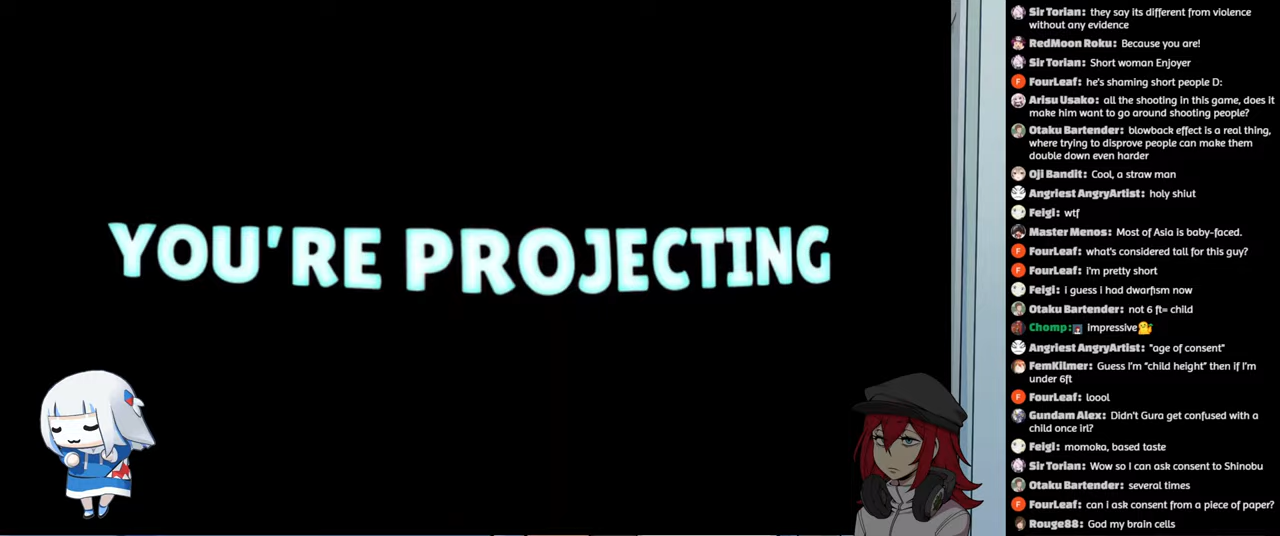 YOU'RE PROJECTING
Sir Torian: they say its different from violence
without any evidence
RedMoon Roku: Because you are!
Sir Torian: Short woman Enjoyer
FourLeaf: he's shaming short people D:
Arisu Usako: all the shooting in this game, does it
make him want to go around shooting people?
Otaku Bartender: blowback effect is a real thing,
where trying to disprove people can make them
double down even harder
Oji Bandit: Cool, a straw man
Angriest AngryArtist: holy shiut
Feigi: wtf
Master Menos: Most of Asia is baby-faced.
FourLeaf: what's considered tall for this guy?
FourLeaf: i'm pretty short
Feigi: i guess i had dwarfism now
Otaku Bartender: not 6 ft= child
Chomp: impressive
Angriest AngryArtist: "age of consent"
FemKilmer: Guess I'm "child height" then if I'm
under 6ft
FourLeaf: loool
Gundam Alex: Didn't Gura get confused with a
child once irl?
Feigi: momoka, based taste
Sir Torian: Wow so I can ask consent to Shinobu
Otaku Bartender: several times
FourLeaf: can i ask consent from a piece of paper?
Rouge88: God my brain cells